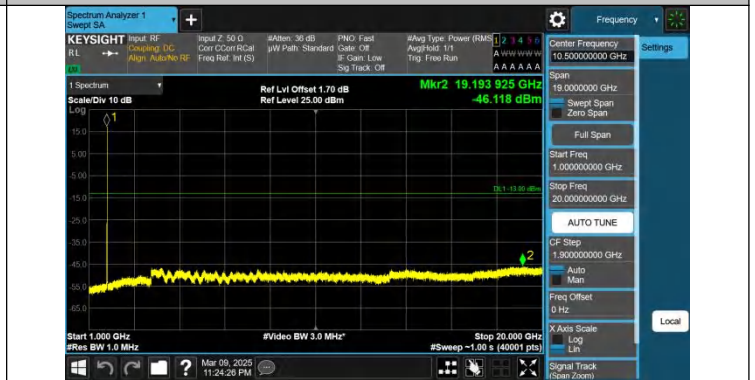 Spectrum Analyzer 1
Swept SA
+
Frequency
KEYSIGHT
RL
Input: RF
Coupling: DC
Align: Auto/No RF
Input Z: 50 Ω
Corr CCorr RCal
Freq Ref: Int (S)
#Atten: 36 dB
µW Path: Standard
PNO: Fast
Gate: Off
IF Gain: Low
Sig Track: Off
#Avg Type: Power (RMS
Avg|Hold: 1/1
Trig: Free Run
1 2 3 4 5 6
A W W W W W
A A A A A A
1 Spectrum
Scale/Div 10 dB
Log
Ref Lvl Offset 1.70 dB
Ref Level 25.00 dBm
Mkr2 19.193 925 GHz
-46.118 dBm
15.0
5.00
-5.00
-15.0
-25.0
-35.0
-45.0
-55.0
-65.0
1
DL1 -13.00 dBm
2
Start 1.000 GHz
#Res BW 1.0 MHz
#Video BW 3.0 MHz*
Stop 20.000 GHz
#Sweep ~1.00 s (40001 pts)
Mar 09, 2025
11:24:26 PM
?
Center Frequency
10.500000000 GHz
Settings
Span
19.0000000 GHz
Swept Span
Zero Span
Full Span
Start Freq
1.000000000 GHz
Stop Freq
20.000000000 GHz
AUTO TUNE
CF Step
1.900000000 GHz
Auto
Man
Freq Offset
0 Hz
X Axis Scale
Log
Lin
Local
Signal Track
(Span Zoom)